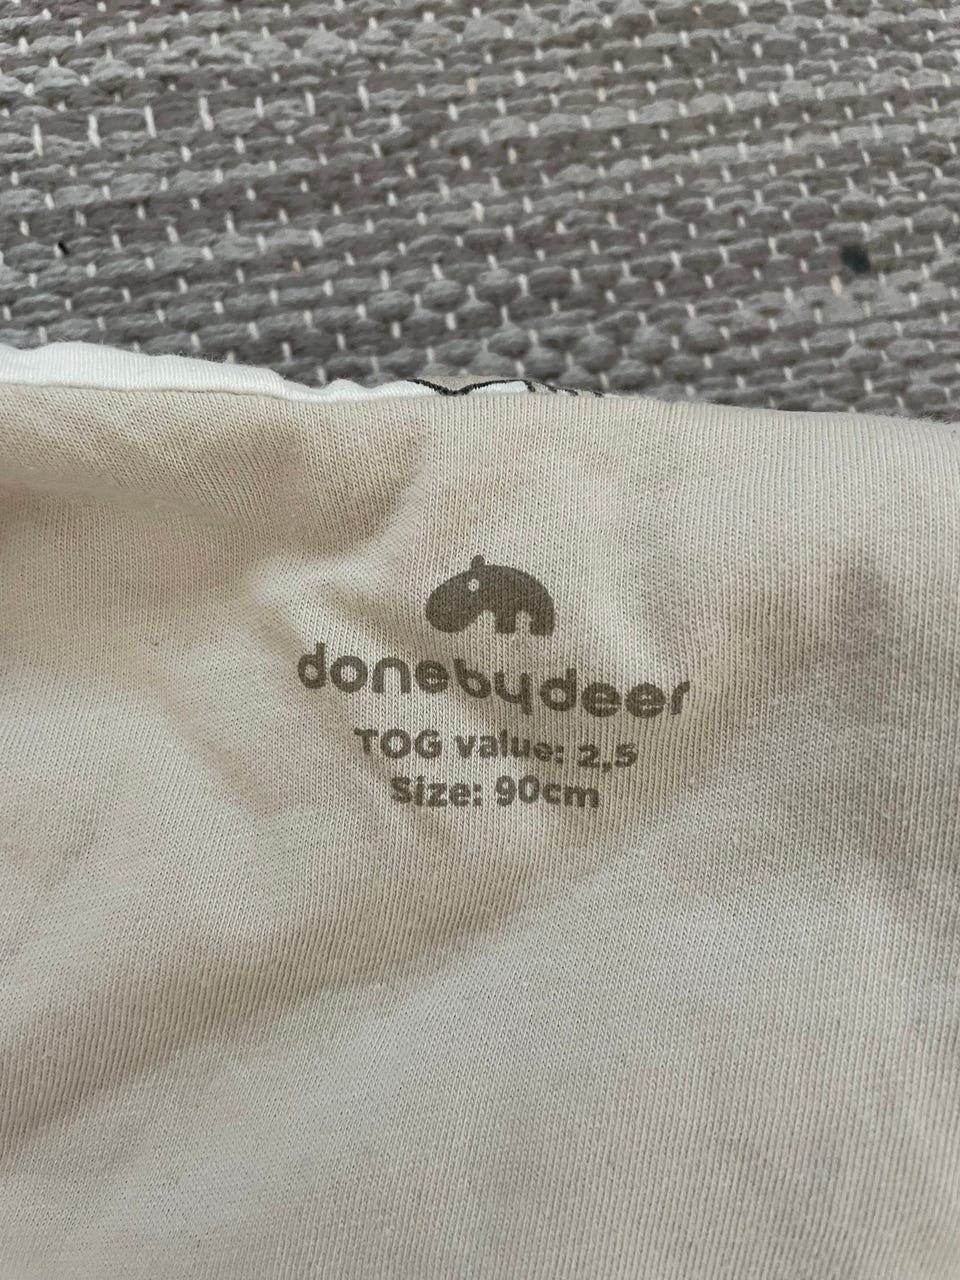 donebydeer
TOG value: 2,5
Size: 90cm